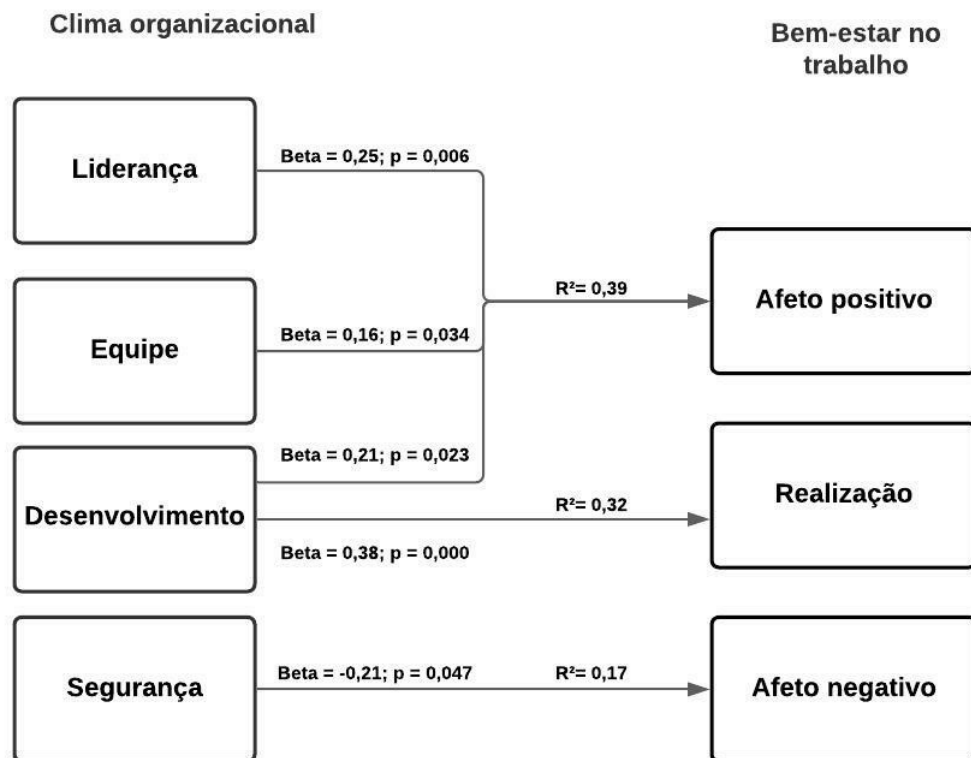 Clima organizacional
Bem-estar no
trabalho
Liderança
Beta = 0,25; p = 0,006
Equipe
Beta = 0,16; p = 0,034
R²= 0,39
Afeto positivo
Desenvolvimento
Beta = 0,21; p = 0,023
R²= 0,32
Beta = 0,38; p = 0,000
Realização
Segurança
Beta = -0,21; p = 0,047
R²= 0,17
Afeto negativo